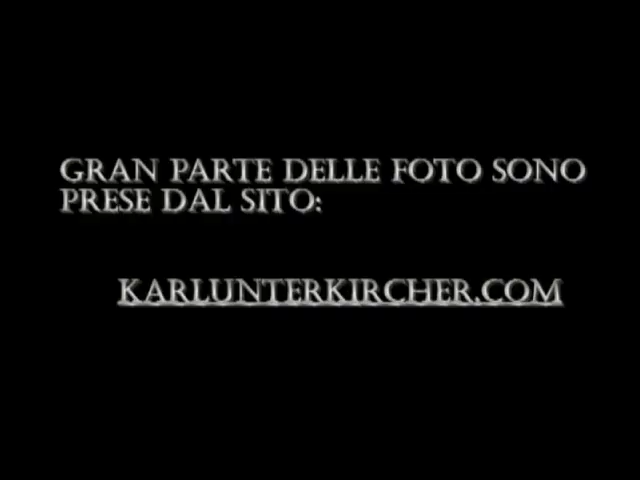 GRAN PARTE DELLE FOTO SONO
PRESE DAL SITO:
KARLUNTERKIRCHER.COM